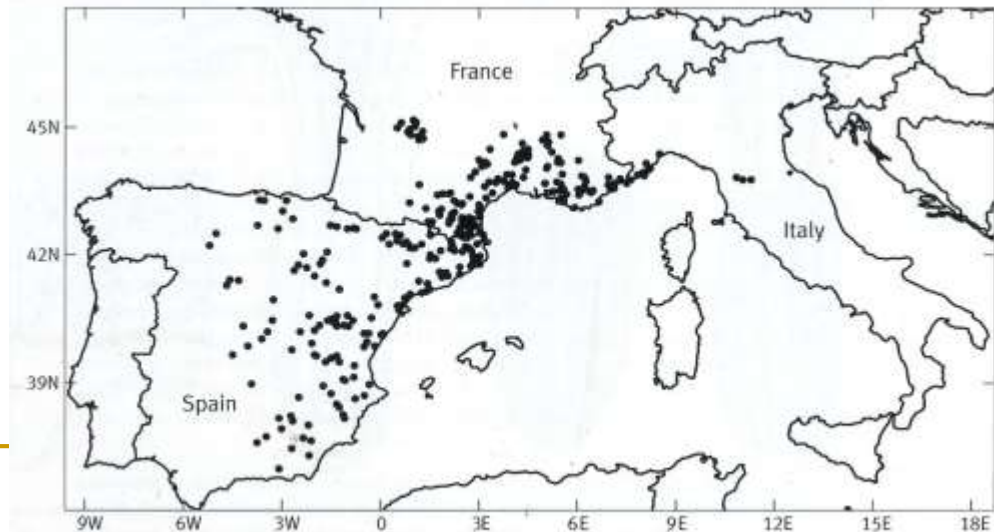 France
45N
42N
Italy
39N
Spain
9W 6W 3W 0 3E 6E 9E 12E 15E 18E